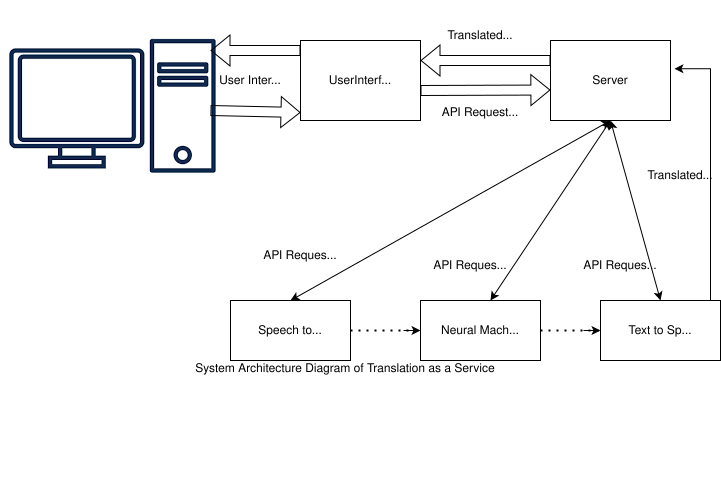 Translated...
User Inter...
UserInterf...
Server
API Request...
Translated...
API Reques...
API Reques...
API Reques...
Speech to...
Neural Mach...
Text to Sp...
System Architecture Diagram of Translation as a Service